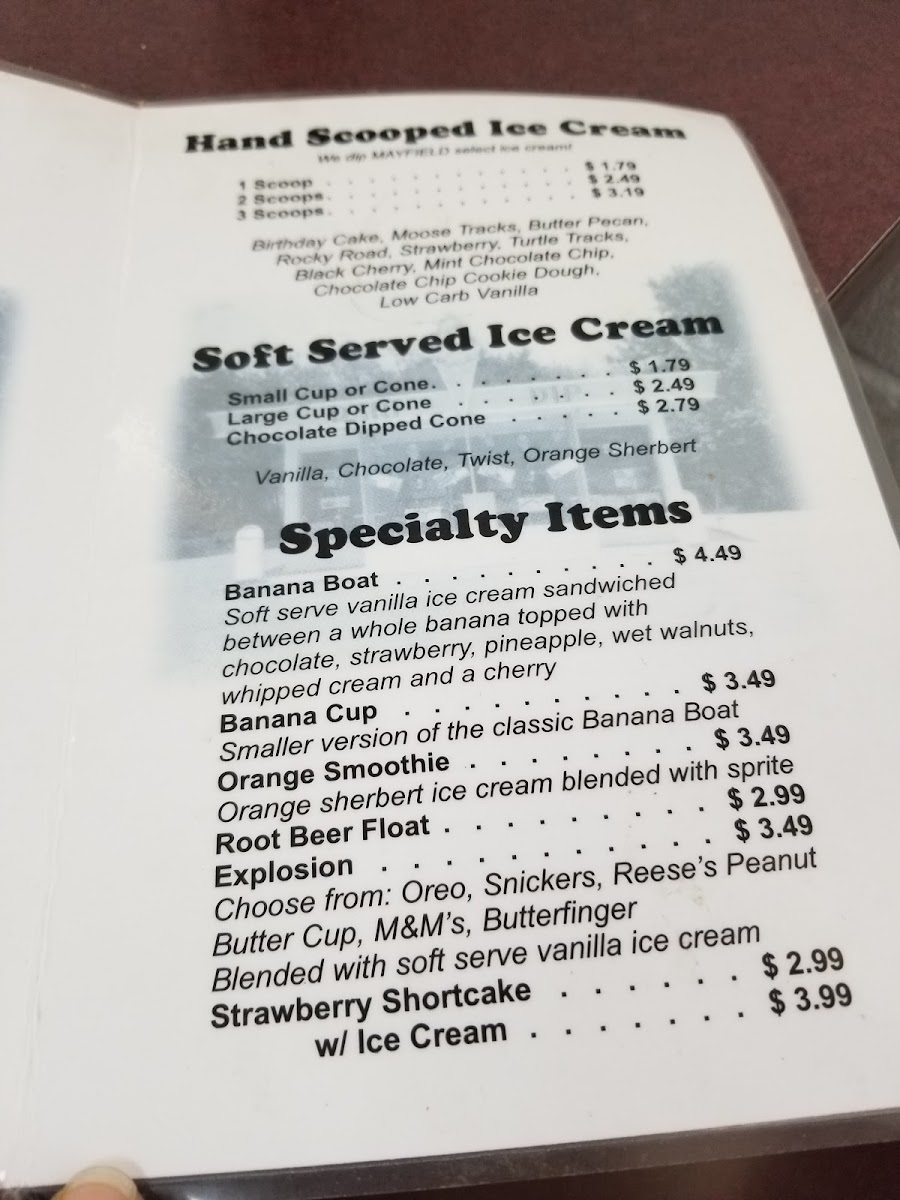 Hand Scooped Ice Cream
We dip MAYFIELD select ice cream!
1 Scoop . . . . . . . . . . . $ 1.79
2 Scoops. . . . . . . . . . . $ 2.49
3 Scoops. . . . . . . . . . . $ 3.19
Birthday Cake, Moose Tracks, Butter Pecan,
Rocky Road, Strawberry, Turtle Tracks,
Black Cherry, Mint Chocolate Chip,
Chocolate Chip Cookie Dough,
Low Carb Vanilla
Soft Served Ice Cream
Small Cup or Cone. . . . . . . . $ 1.79
Large Cup or Cone . . . . . . . $ 2.49
Chocolate Dipped Cone . . . . . $ 2.79
Vanilla, Chocolate, Twist, Orange Sherbert
Specialty Items
Banana Boat . . . . . . . . . . $ 4.49
Soft serve vanilla ice cream sandwiched
between a whole banana topped with
chocolate, strawberry, pineapple, wet walnuts,
whipped cream and a cherry
Banana Cup . . . . . . . . . . $ 3.49
Smaller version of the classic Banana Boat
Orange Smoothie . . . . . . . . $ 3.49
Orange sherbert ice cream blended with sprite
Root Beer Float . . . . . . . . . $ 2.99
Explosion . . . . . . . . . . . $ 3.49
Choose from: Oreo, Snickers, Reese's Peanut
Butter Cup, M&M's, Butterfinger
Blended with soft serve vanilla ice cream
Strawberry Shortcake . . . . . . $ 2.99
w/ Ice Cream . . . . . . . $ 3.99